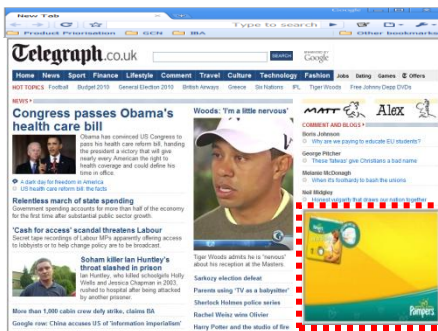 New Tab
Google
Type to search
Product Priorisation GCN BIA Other bookmarks
Telegraph.co.uk
SEARCH
Google
Home News Sport Finance Lifestyle Comment Travel Culture Technology Fashion Jobs Dating Games Offers
HOT TOPICS Football Budget 2010 General Election 2010 British Airways Greece Six Nations IPL Tiger Woods Free Johnny Depp DVDs
NEWS
Congress passes Obama's
health care bill
Obama has convinced US Congress to
pass his health care reform bill, handing
the president a victory that will give
nearly every American the right to
health coverage and could define his
time in office.
A dark day for freedom in America
US health care reform bill: the facts
Relentless march of state spending
Government spending accounts for more than half of the economy
for the first time after substantial public sector growth.
'Cash for access' scandal threatens Labour
Secret tape recordings of Labour MPs apparently offering access
to lobbyists or to help change policy are to be broadcast.
Soham killer Ian Huntley's
throat slashed in prison
Ian Huntley, who killed schoolgirls Holly
Wells and Jessica Chapman in 2003,
rushed to hospital after being attacked
by another prisoner.
More than 1,000 cabin crew defy strike, claims BA
Google row: China accuses US of 'information imperialism'
Woods: 'I'm a little nervous'
Tiger Woods admits he is 'nervous'
about his reception at the Masters.
Sarkozy election defeat
Parents using 'TV as a babysitter'
Sherlock Holmes police series
Rachel Weisz wins Olivier
Harry Potter and the studio of fire
MATT Alex
COMMENT AND BLOGS
Boris Johnson
Why are we paying to educate EU students?
George Pitcher
These 'fatleas' give Christians a bad name
Melanie McDonagh
When it's foolhardy to bash the unions
Neil Midgley
Honest vulgarity that draws our nation together
Pampers